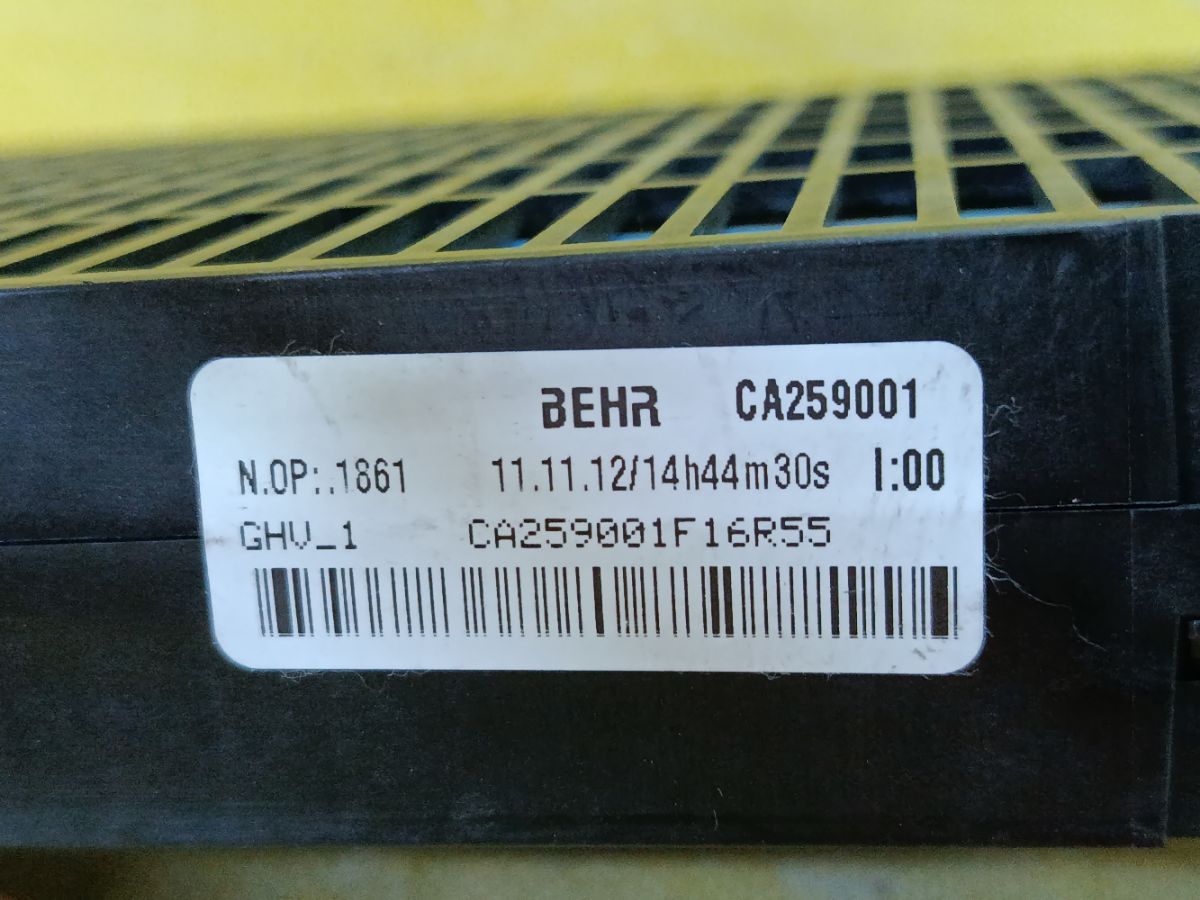 BEHR CA259001
N.OP:.1861 11.11.12/14h44m30s I:00
GHV_1 CA259001F16R55